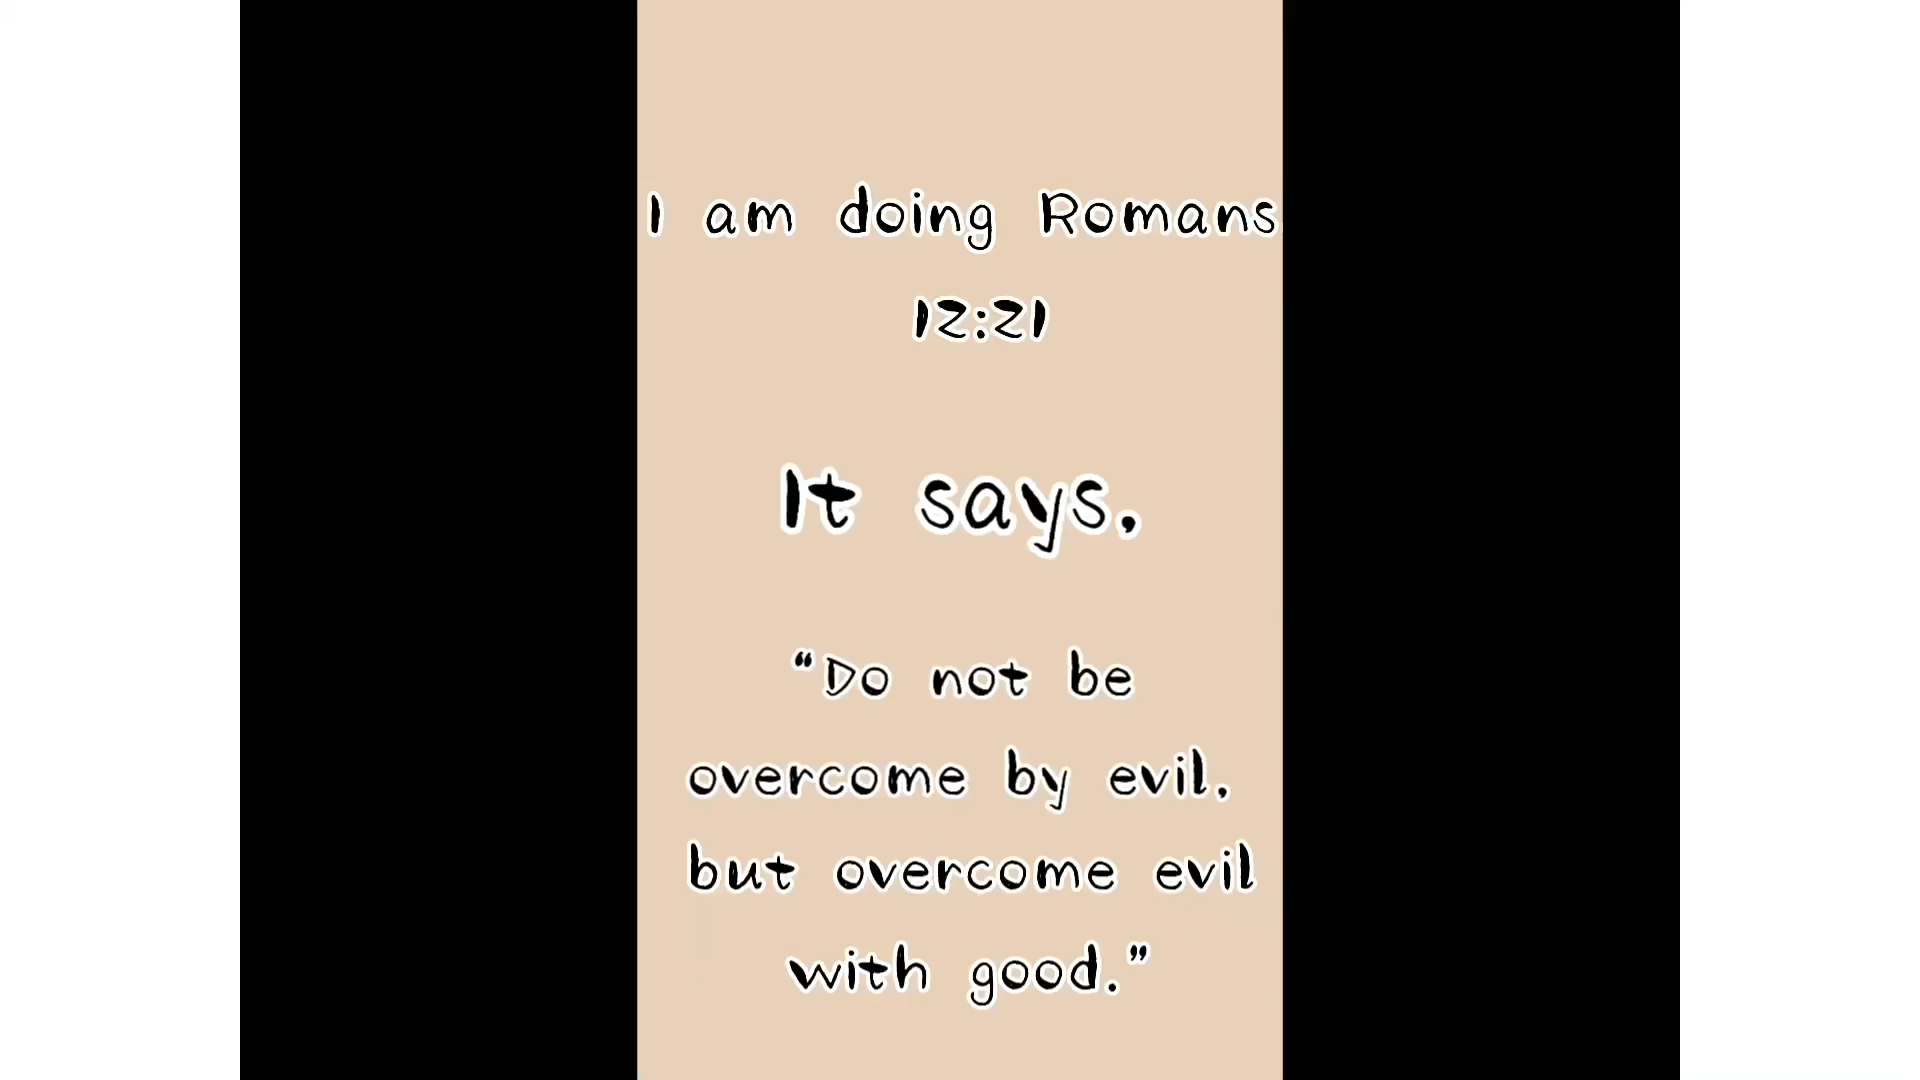 I am doing Romans
12:21
It says,
“Do not be
overcome by evil,
but overcome evil
with good.”